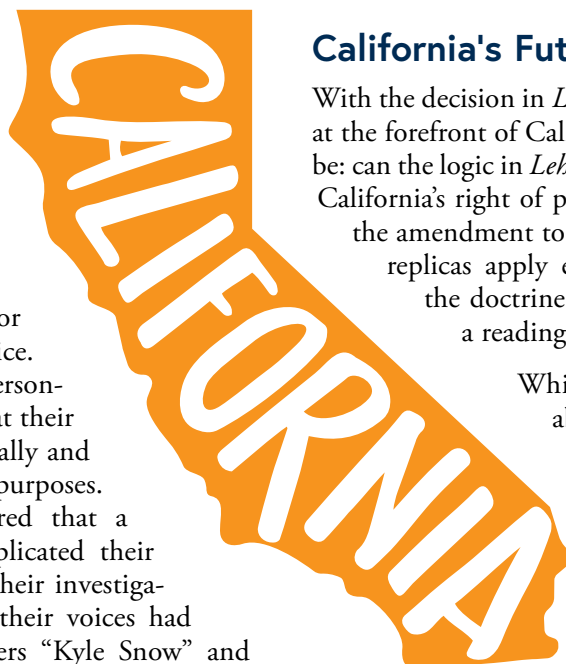 CALIFORNIA
or
ice.
erson-
at their
ally and
purposes.
red that a
plicated their
heir investiga-
their voices had
ers “Kyle Snow” and
California's Fut
With the decision in L
at the forefront of Cal
be: can the logic in Leh
California’s right of p
the amendment to
replicas apply e
the doctrine
a reading
Whi
al